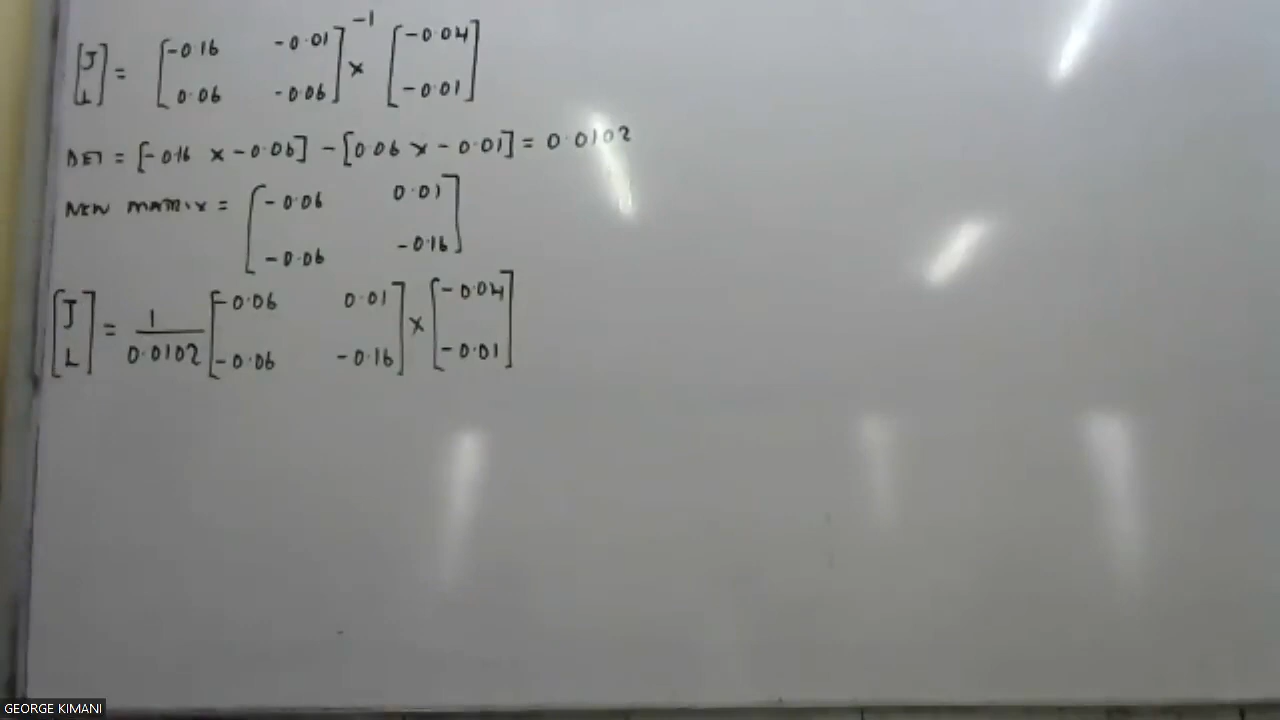 [J L] = [-0.16 -0.01 0.06 -0.06]^-1 × [-0.04 -0.01]
DET = [-0.16 × -0.06] - [0.06 × -0.01] = 0.0102
NEW MATRIX = [-0.06 0.01 -0.06 -0.16]
[J L] = 1/0.0102 [-0.06 0.01 -0.06 -0.16] × [-0.04 -0.01]
GEORGE KIMANI